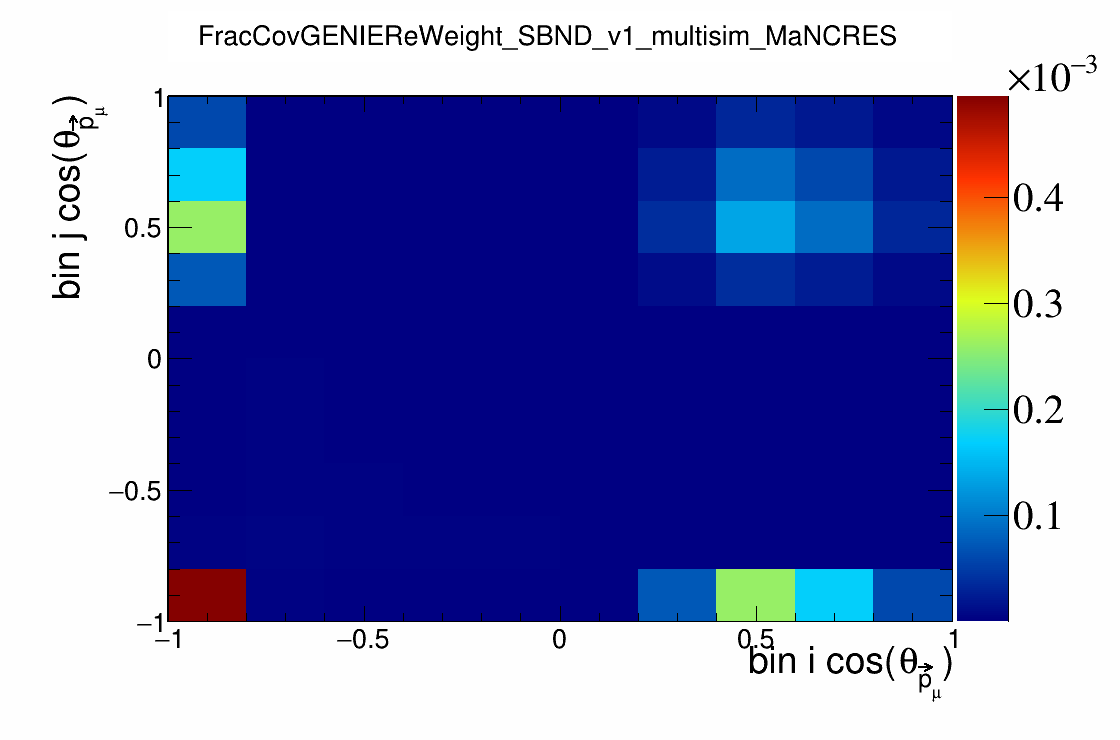 FracCovGENIEReWeight_SBND_v1_multisim_MaNCRES
×10⁻³
bin j cos(θ_p⃗_μ)
1
0.5
0
−0.5
−1
0.4
0.3
0.2
0.1
−1 −0.5 0 0.5 1
bin i cos(θ_p⃗_μ)